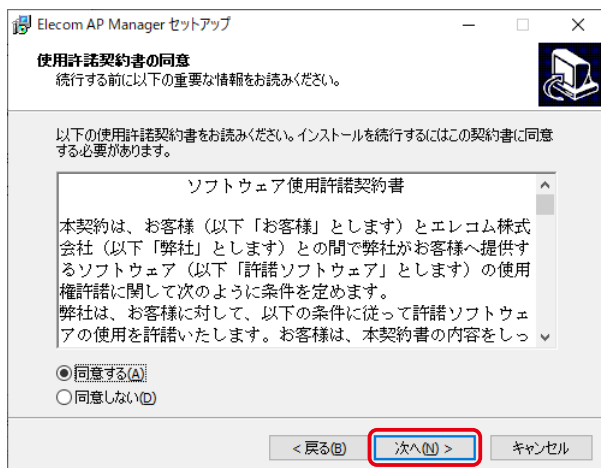 Elecom AP Manager セットアップ
使用許諾契約書の同意
続行する前に以下の重要な情報をお読みください。
以下の使用許諾契約書をお読みください。インストールを続行するにはこの契約書に同意
する必要があります。
ソフトウェア使用許諾契約書
本契約は、お客様（以下「お客様」とします）とエレコム株式
会社（以下「弊社」とします）との間で弊社がお客様へ提供す
るソフトウェア（以下「許諾ソフトウェア」とします）の使用
権許諾に関して次のように条件を定めます。
弊社は、お客様に対して、以下の条件に従って許諾ソフトウェ
アの使用を許諾いたします。お客様は、本契約書の内容をしっ
同意する(A)
同意しない(D)
< 戻る(B)
次へ(N) >
キャンセル